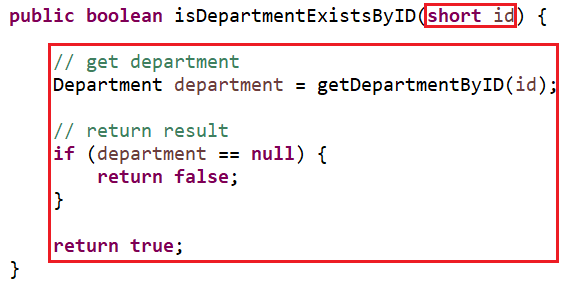 public boolean isDepartmentExistsByID(short id) {
// get department
Department department = getDepartmentByID(id);
// return result
if (department == null) {
return false;
}
return true;
}